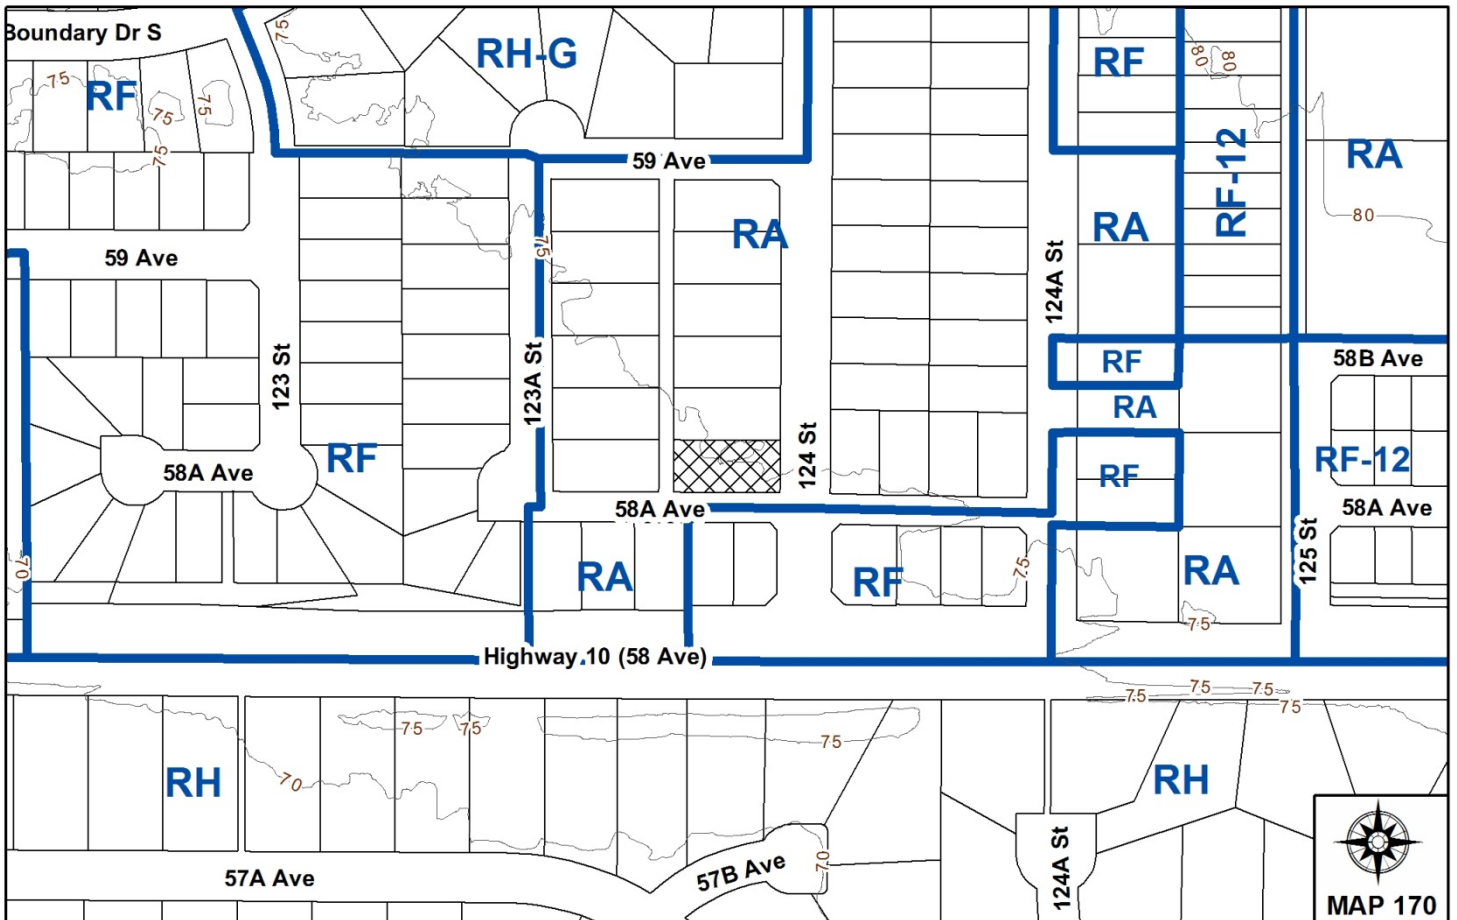 Boundary Dr S
75
RH-G
RF
80
80
75
RF
75
75
75
59 Ave
RF-12
RA
RA
RA
80
75
59 Ave
124A St
58B Ave
RF
123 St
123A St
RA
RF
124 St
RF-12
58A Ave
RF
58A Ave
58A Ave
125 St
70
RA
RF
75
RA
75
Highway 10 (58 Ave)
75
75
75
75
75
75
75
RH
70
RH
57A Ave
57B Ave
70
124A St
MAP 170